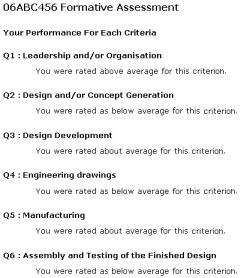 06ABC456 Formative Assessment
Your Performance For Each Criteria
Q1 : Leadership and/or Organisation
You were rated above average for this criterion.
Q2 : Design and/or Concept Generation
You were rated as below average for this criterion.
Q3 : Design Development
You were rated about average for this criterion.
Q4 : Engineering drawings
You were rated as below average for this criterion.
Q5 : Manufacturing
You were rated about average for this criterion.
Q6 : Assembly and Testing of the Finished Design
You were rated as below average for this criterion.